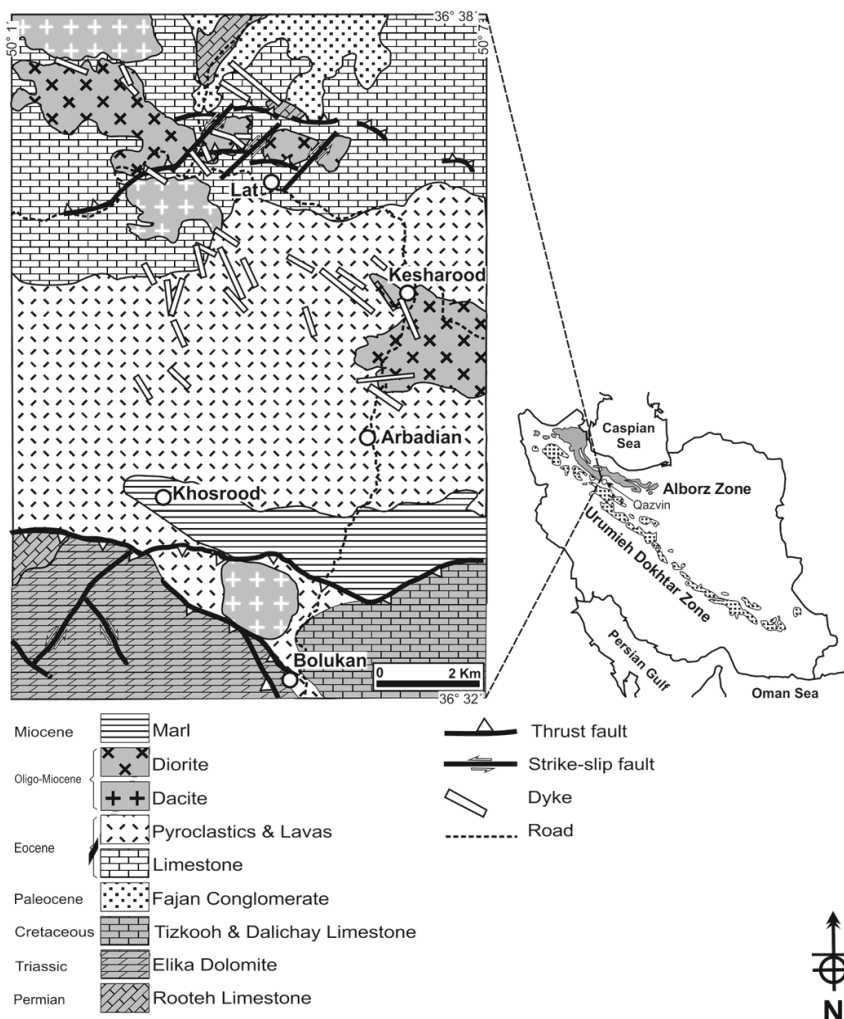 36° 38´
50° 1´
50° 7´
Lat
Kesharood
Arbadian
Khosrood
Bolukan
0 2 Km
36° 32´
Caspian
Sea
Alborz Zone
Qazvin
Urumieh Dokhtar Zone
Persian Gulf
Oman Sea
Miocene Marl
Oligo-Miocene
Diorite
Dacite
Eocene
Pyroclastics & Lavas
Limestone
Paleocene Fajan Conglomerate
Cretaceous Tizkooh & Dalichay Limestone
Triassic Elika Dolomite
Permian Rooteh Limestone
Thrust fault
Strike-slip fault
Dyke
Road
N